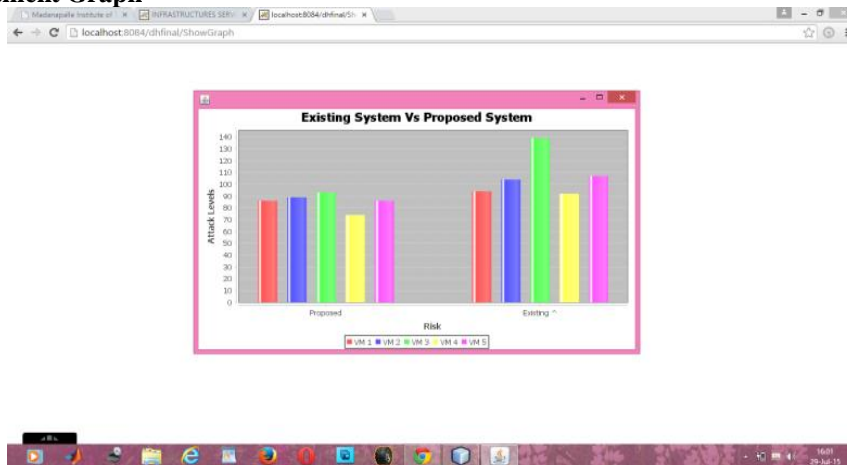 Graph
Madanapalle Institute of
INFRASTRUCTURES SERV
localhost:8084/dhfinal/Sh
localhost:8084/dhfinal/ShowGraph
Existing System Vs Proposed System
Attack Levels
140
130
120
110
100
90
80
70
60
50
40
30
20
10
0
Proposed
Existing ^
Risk
VM 1 VM 2 VM 3 VM 4 VM 5
16:01
29-Jul-15